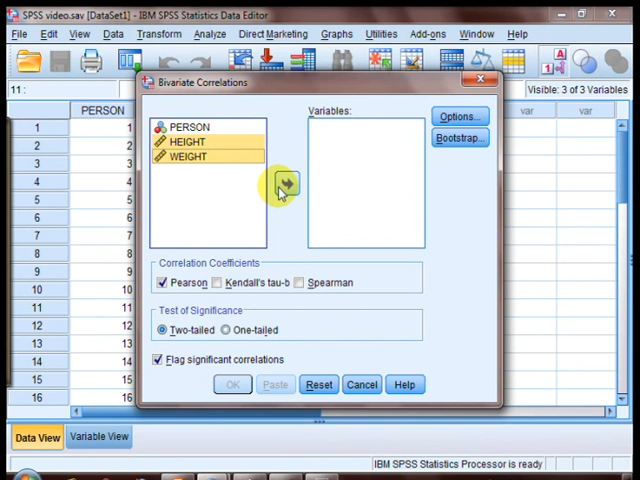 SPSS video.sav [DataSet1] - IBM SPSS Statistics Data Editor
File Edit View Data Transform Analyze Direct Marketing Graphs Utilities Add-ons Window Help
11 :
Visible: 3 of 3 Variables
PERSON
var var
1 1
2 2
3 3
4 4
5 5
6 6
7 7
8 8
9 9
10 10
11 11
12 12
13 13
14 14
15 15
16 16
Bivariate Correlations
Variables:
PERSON
HEIGHT
WEIGHT
Options...
Bootstrap...
Correlation Coefficients
Pearson Kendall's tau-b Spearman
Test of Significance
Two-tailed One-tailed
Flag significant correlations
OK Paste Reset Cancel Help
Data View Variable View
IBM SPSS Statistics Processor is ready